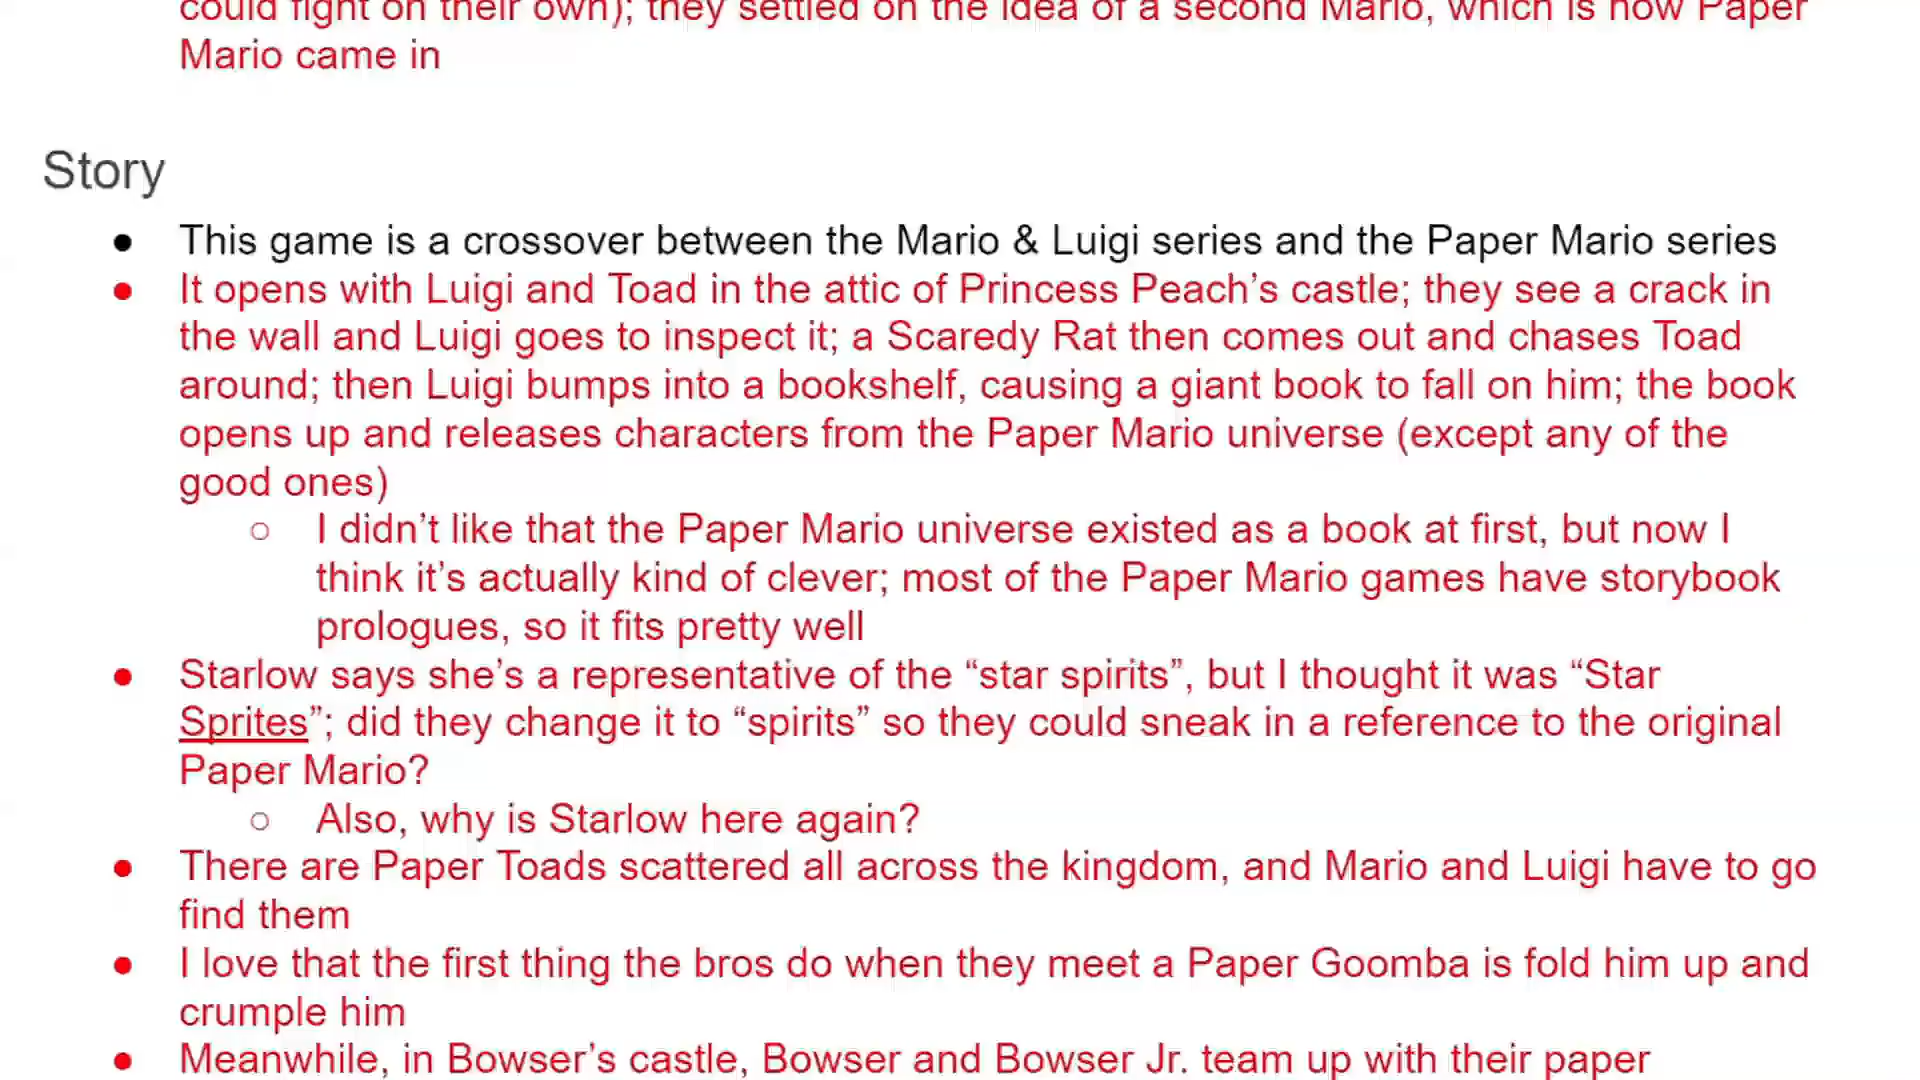 could fight on their own); they settled on the idea of a second Mario, which is how Paper
Mario came in
Story
● This game is a crossover between the Mario & Luigi series and the Paper Mario series
● It opens with Luigi and Toad in the attic of Princess Peach’s castle; they see a crack in
the wall and Luigi goes to inspect it; a Scaredy Rat then comes out and chases Toad
around; then Luigi bumps into a bookshelf, causing a giant book to fall on him; the book
opens up and releases characters from the Paper Mario universe (except any of the
good ones)
○ I didn’t like that the Paper Mario universe existed as a book at first, but now I
think it’s actually kind of clever; most of the Paper Mario games have storybook
prologues, so it fits pretty well
● Starlow says she’s a representative of the “star spirits”, but I thought it was “Star
Sprites”; did they change it to “spirits” so they could sneak in a reference to the original
Paper Mario?
○ Also, why is Starlow here again?
● There are Paper Toads scattered all across the kingdom, and Mario and Luigi have to go
find them
● I love that the first thing the bros do when they meet a Paper Goomba is fold him up and
crumple him
● Meanwhile, in Bowser’s castle, Bowser and Bowser Jr. team up with their paper